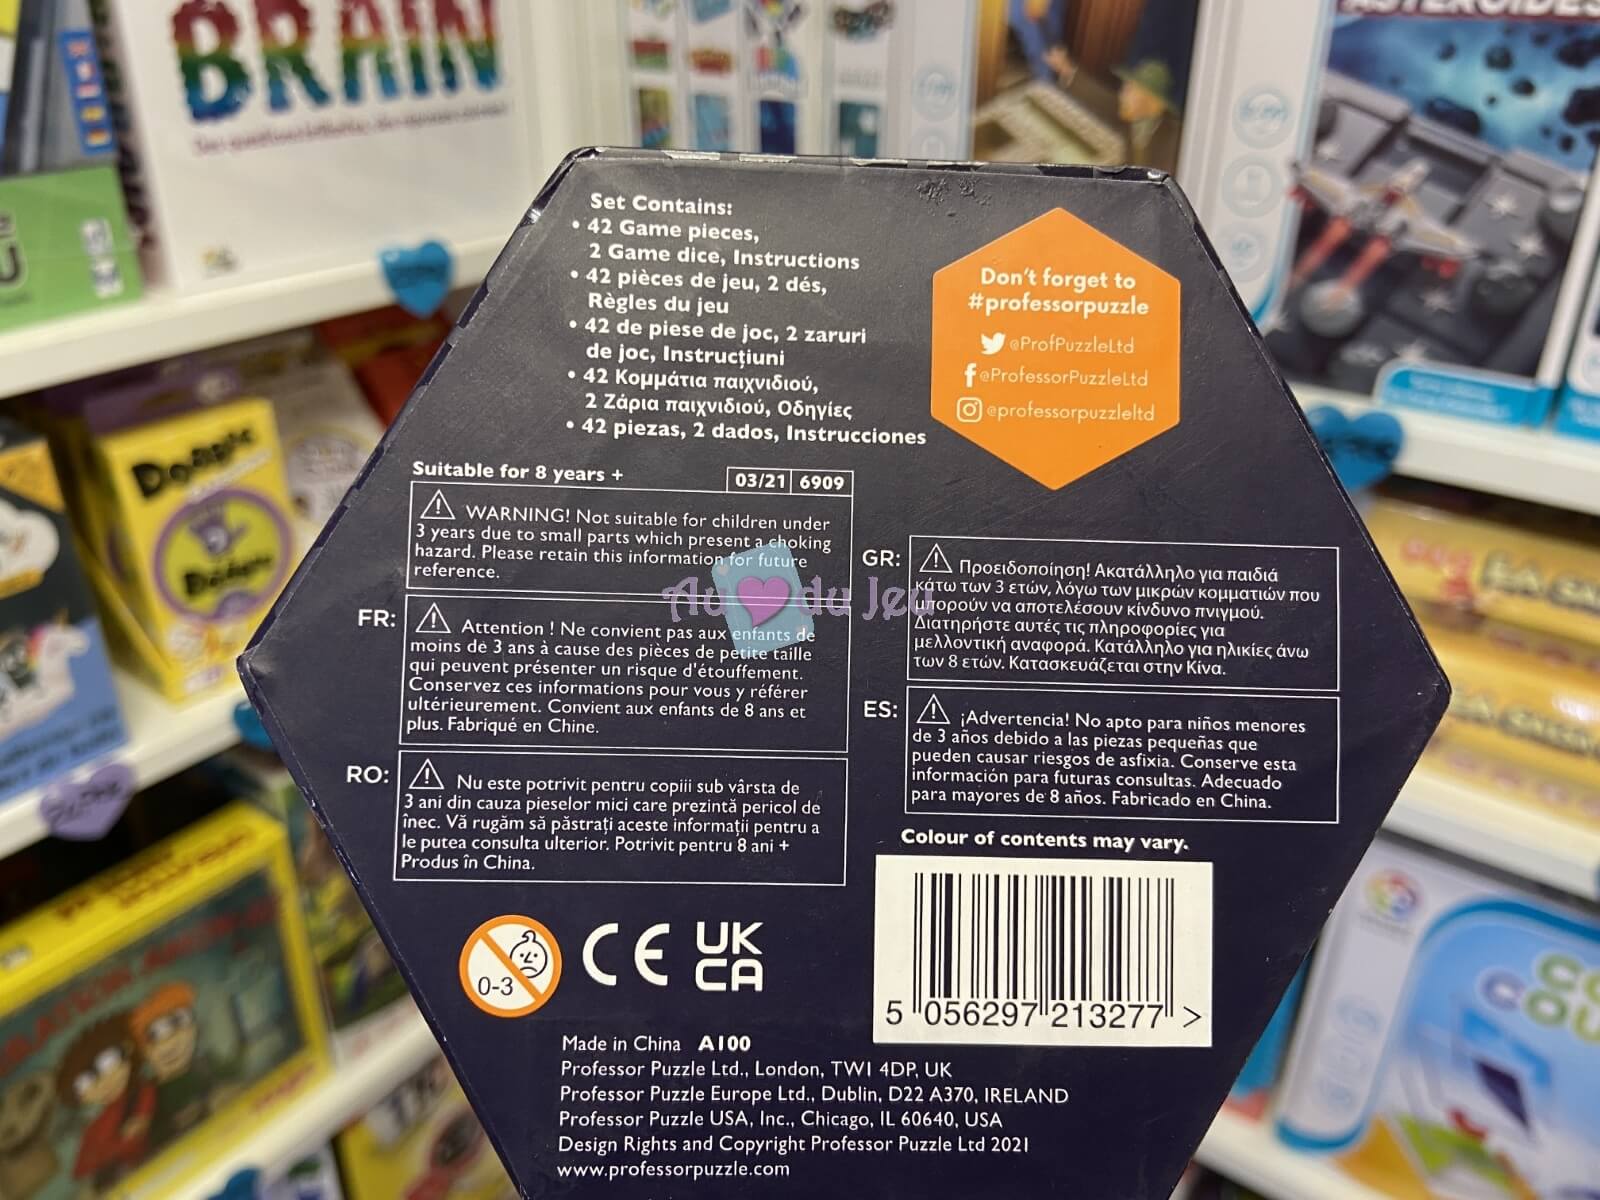 BRAIN
ASTEROIDES
Set Contains:
• 42 Game pieces,
2 Game dice, Instructions
• 42 pièces de jeu, 2 dés,
Règles du jeu
• 42 de piese de joc, 2 zaruri
de joc, Instrucțiuni
• 42 Κομμάτια παιχνιδιού,
2 Ζάρια παιχνιδιού, Οδηγίες
• 42 piezas, 2 dados, Instrucciones
Don't forget to
#professorpuzzle
@ProfPuzzleLtd
@ProfessorPuzzleLtd
@professorpuzzleltd
Suitable for 8 years +
03/21 6909
WARNING! Not suitable for children under
3 years due to small parts which present a choking
hazard. Please retain this information for future
reference.
FR:
Attention ! Ne convient pas aux enfants de
moins de 3 ans à cause des pièces de petite taille
qui peuvent présenter un risque d'étouffement.
Conservez ces informations pour vous y référer
ultérieurement. Convient aux enfants de 8 ans et
plus. Fabriqué en Chine.
RO:
Nu este potrivit pentru copiii sub vârsta de
3 ani din cauza pieselor mici care prezintă pericol de
înec. Vă rugăm să păstrați aceste informații pentru a
le putea consulta ulterior. Potrivit pentru 8 ani +
Produs în China.
GR:
Προειδοποίηση! Ακατάλληλο για παιδιά
κάτω των 3 ετών, λόγω των μικρών κομματιών που
μπορούν να αποτελέσουν κίνδυνο πνιγμού.
Διατηρήστε αυτές τις πληροφορίες για
μελλοντική αναφορά. Κατάλληλο για ηλικίες άνω
των 8 ετών. Κατασκευάζεται στην Κίνα.
ES:
¡Advertencia! No apto para niños menores
de 3 años debido a las piezas pequeñas que
pueden causar riesgos de asfixia. Conserve esta
información para futuras consultas. Adecuado
para mayores de 8 años. Fabricado en China.
Au du Jeu
Colour of contents may vary.
5 056297 213277 >
0-3
CE
UK
CA
Made in China A100
Professor Puzzle Ltd., London, TW1 4DP, UK
Professor Puzzle Europe Ltd., Dublin, D22 A370, IRELAND
Professor Puzzle USA, Inc., Chicago, IL 60640, USA
Design Rights and Copyright Professor Puzzle Ltd 2021
www.professorpuzzle.com
Dobble